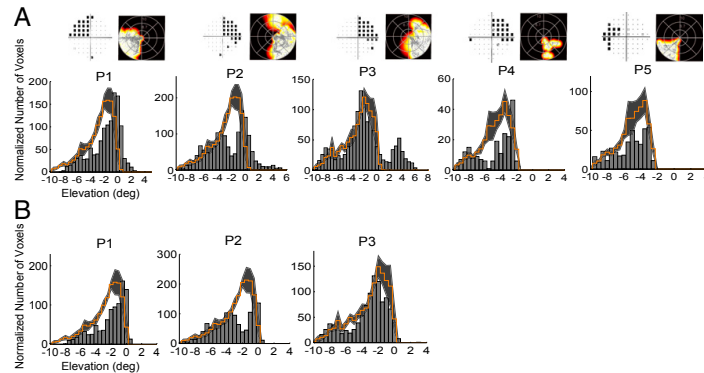 A
P1 P2 P3 P4 P5
Normalized Number of Voxels
200 150 100 50 0
200 100 0
150 100 50 0
60 40 20 0
100 50 0
-10 -8 -6 -4 -2 0 2 4
-10 -8 -6 -4 -2 0 2 4 6
-10 -8 -6 -4 -2 0 2 4 6 8
-10 -8 -6 -4 -2 0 2 4
-10 -8 -6 -4 -2 0 2
Elevation (deg)
B
P1 P2 P3
Normalized Number of Voxels
200 100 0
300 200 100 0
150 100 50 0
-10 -8 -6 -4 -2 0 2 4
-10 -8 -6 -4 -2 0 2 4
-10 -8 -6 -4 -2 0 2 4
Elevation (deg)